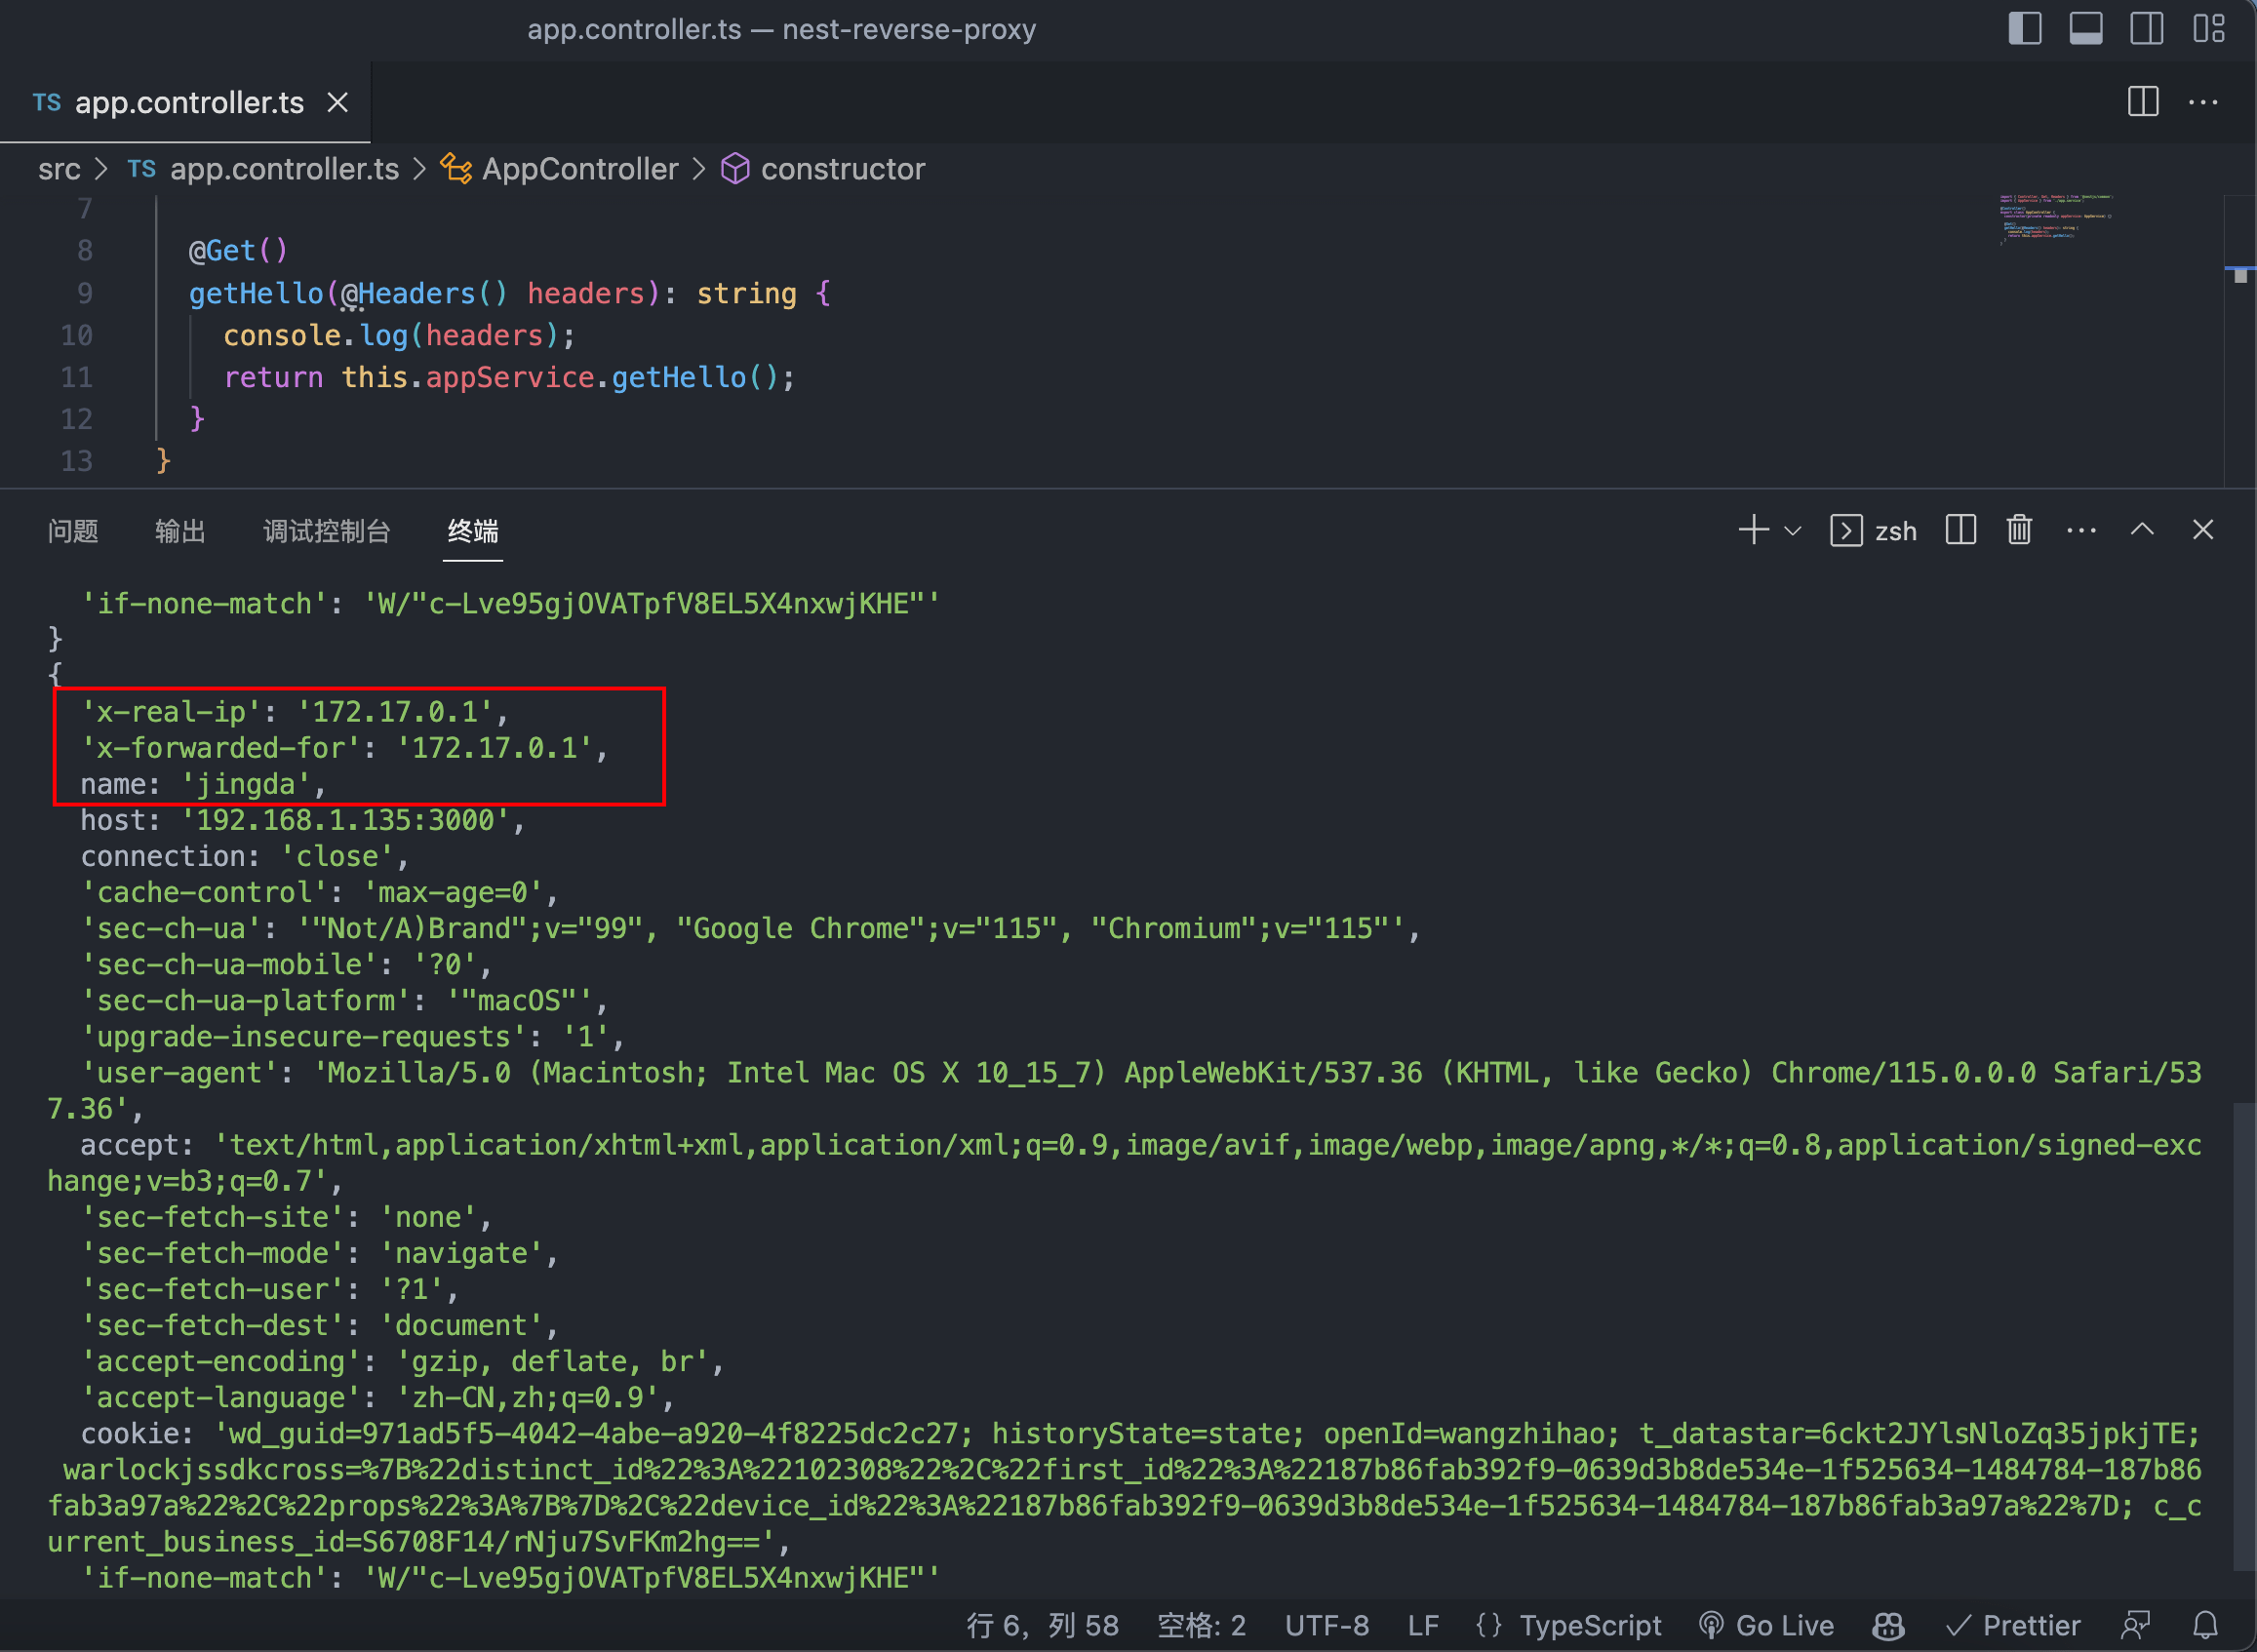 app.controller.ts — nest-reverse-proxy
TS app.controller.ts
src > TS app.controller.ts > AppController > constructor
7
8 @Get()
9 getHello(@Headers() headers): string {
10 console.log(headers);
11 return this.appService.getHello();
12 }
13 }
问题 输出 调试控制台 终端 zsh
'if-none-match': 'W/"c-Lve95gjOVATpfV8EL5X4nxwjKHE"'
}
{
'x-real-ip': '172.17.0.1',
'x-forwarded-for': '172.17.0.1',
name: 'jingda',
host: '192.168.1.135:3000',
connection: 'close',
'cache-control': 'max-age=0',
'sec-ch-ua': '"Not/A)Brand";v="99", "Google Chrome";v="115", "Chromium";v="115"',
'sec-ch-ua-mobile': '?0',
'sec-ch-ua-platform': '"macOS"',
'upgrade-insecure-requests': '1',
'user-agent': 'Mozilla/5.0 (Macintosh; Intel Mac OS X 10_15_7) AppleWebKit/537.36 (KHTML, like Gecko) Chrome/115.0.0.0 Safari/53
7.36',
accept: 'text/html,application/xhtml+xml,application/xml;q=0.9,image/avif,image/webp,image/apng,*/*;q=0.8,application/signed-exc
hange;v=b3;q=0.7',
'sec-fetch-site': 'none',
'sec-fetch-mode': 'navigate',
'sec-fetch-user': '?1',
'sec-fetch-dest': 'document',
'accept-encoding': 'gzip, deflate, br',
'accept-language': 'zh-CN,zh;q=0.9',
cookie: 'wd_guid=971ad5f5-4042-4abe-a920-4f8225dc2c27; historyState=state; openId=wangzhihao; t_datastar=6ckt2JYlsNloZq35jpkjTE;
warlockjssdkcross=%7B%22distinct_id%22%3A%22102308%22%2C%22first_id%22%3A%22187b86fab392f9-0639d3b8de534e-1f525634-1484784-187b86
fab3a97a%22%2C%22props%22%3A%7B%7D%2C%22device_id%22%3A%22187b86fab392f9-0639d3b8de534e-1f525634-1484784-187b86fab3a97a%22%7D; c_c
urrent_business_id=S6708F14/rNju7SvFKm2hg==',
'if-none-match': 'W/"c-Lve95gjOVATpfV8EL5X4nxwjKHE"'
行 6，列 58 空格: 2 UTF-8 LF {} TypeScript Go Live Prettier